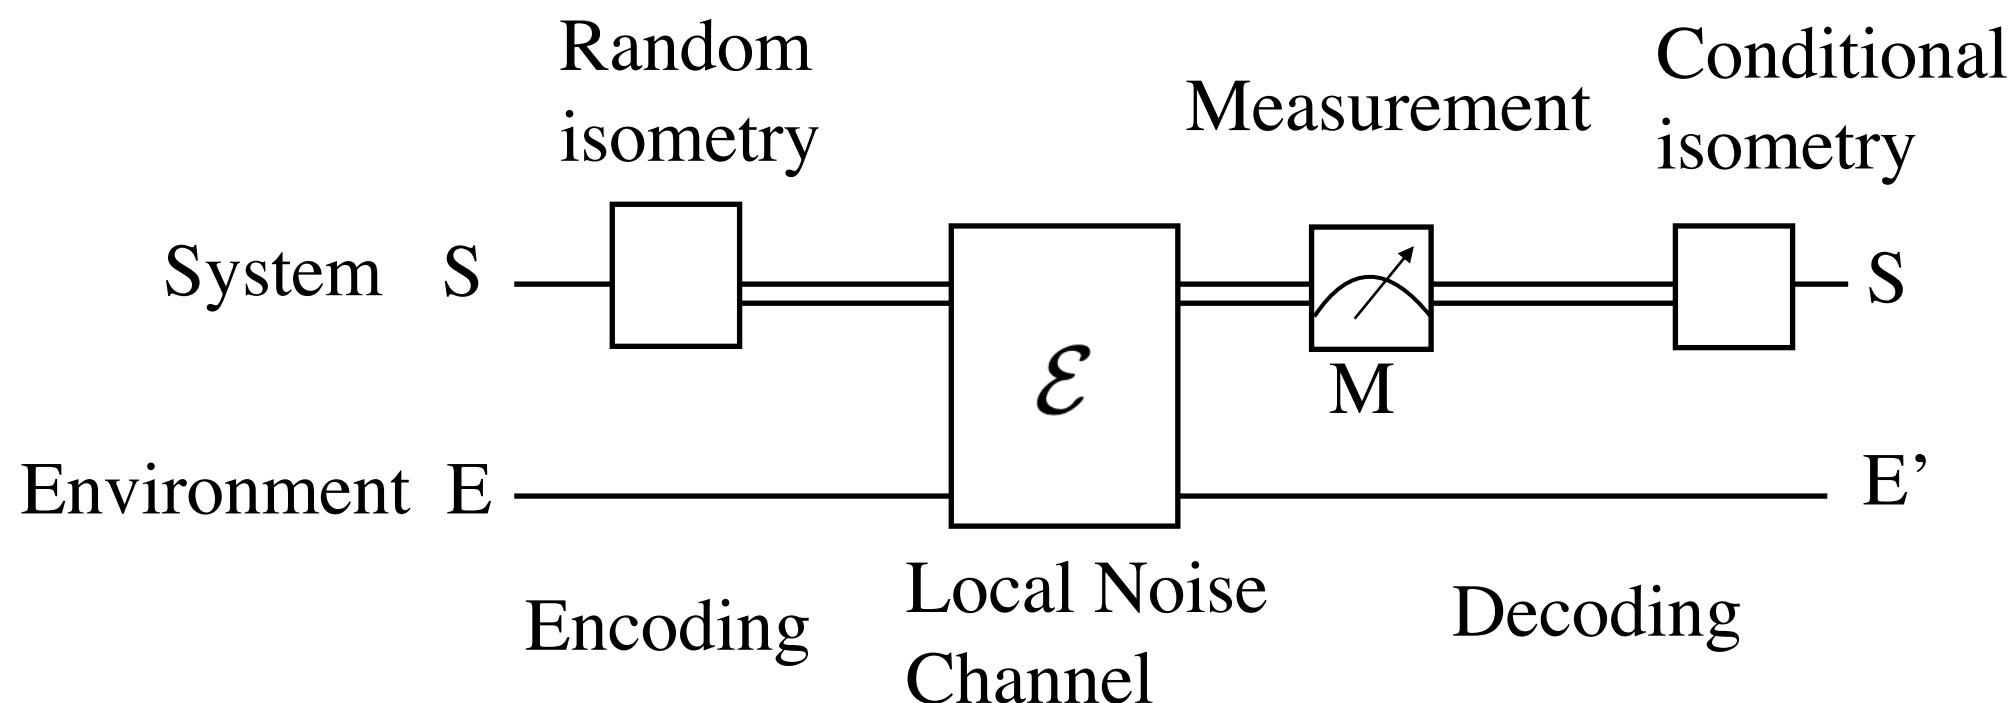 Random
isometry
Measurement
Conditional
isometry
System S
S
ℰ
M
Environment E
E’
Encoding
Local Noise
Channel
Decoding